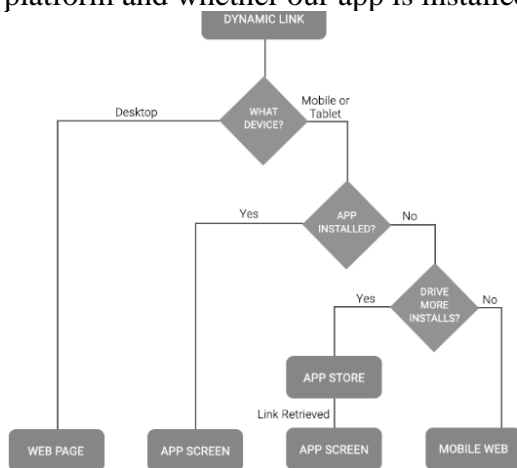 platform and whether our app is installed
DYNAMIC LINK
WHAT
DEVICE?
Desktop
Mobile or
Tablet
APP
INSTALLED?
Yes
No
DRIVE
MORE
INSTALLS?
Yes
No
APP STORE
Link Retrieved
WEB PAGE
APP SCREEN
APP SCREEN
MOBILE WEB